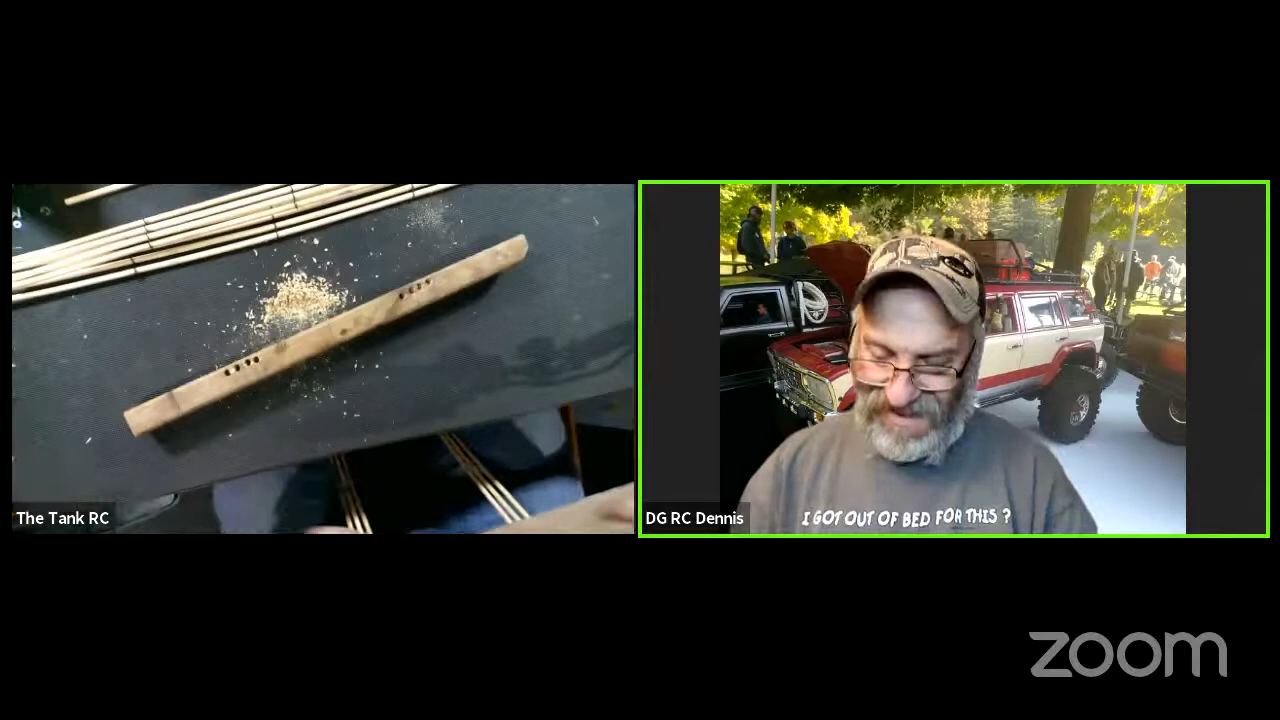 The Tank RC
DG RC Dennis
I GOT OUT OF BED FOR THIS ?
zoom